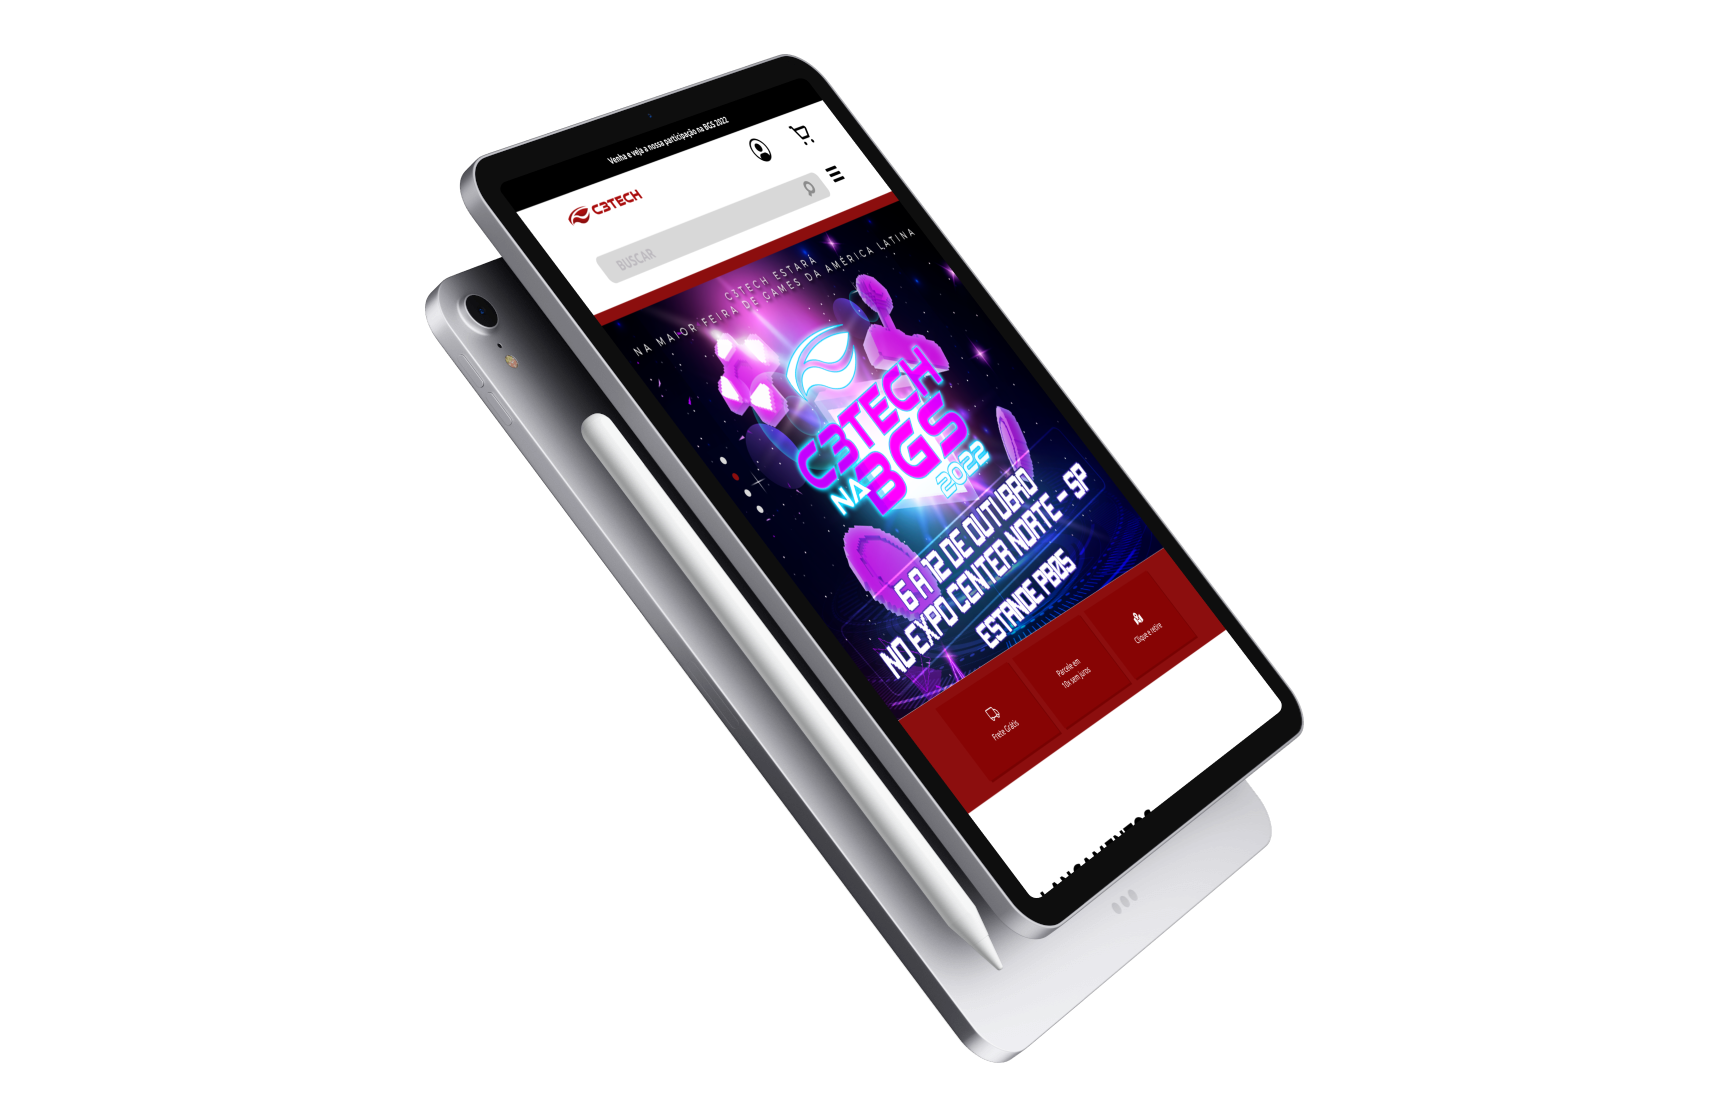 Venha e veja a nossa participação na BGS 2022
C3TECH
BUSCAR
C3TECH ESTARÁ
NA MAIOR FEIRA DE GAMES DA AMÉRICA LATINA
C3TECH
NA BGS
2022
6 A 12 DE OUTUBRO
NO EXPO CENTER NORTE - SP
ESTANDE PB05
Frete Grátis
Parcele em
10x sem juros
Clique e retire